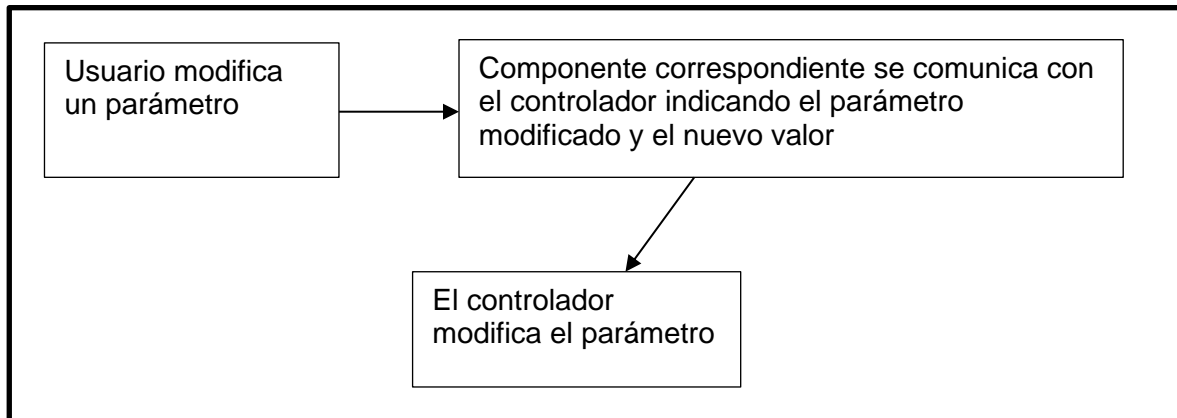 Usuario modifica
un parámetro
Componente correspondiente se comunica con
el controlador indicando el parámetro
modificado y el nuevo valor
El controlador
modifica el parámetro